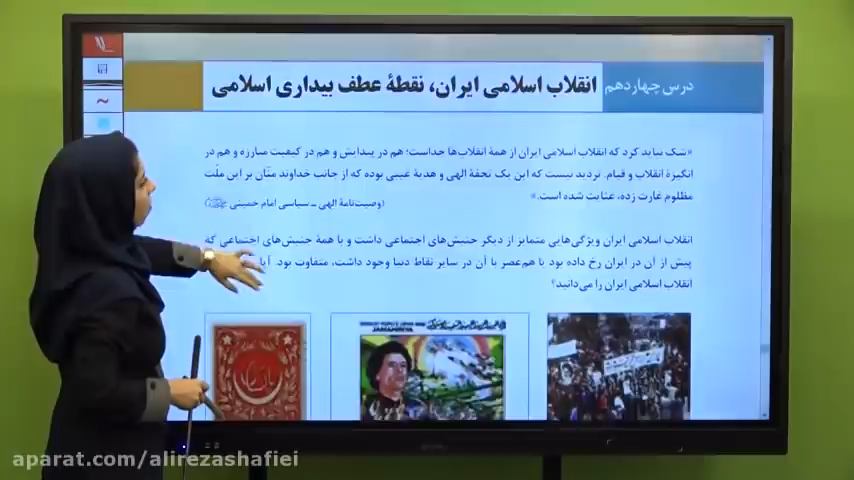 درس چهاردهم
انقلاب اسلامی ایران، نقطهٔ عطف بیداری اسلامی
«شک نباید کرد که انقلاب اسلامی ایران از همهٔ انقلاب‌ها جداست؛ هم در پیدایش و هم در کیفیت مبارزه و هم در
انگیزهٔ انقلاب و قیام. تردید نیست که این یک تحفهٔ الهی و هدیهٔ غیبی بوده که از جانب خداوند منّان بر این ملّت
مظلوم غارت زده، عنایت شده است.»
(وصیت‌نامهٔ الهی ـ سیاسی امام خمینی)
انقلاب اسلامی ایران ویژگی‌هایی متمایز از دیگر جنبش‌های اجتماعی داشت و با همهٔ جنبش‌های اجتماعی که
پیش از آن در ایران رخ داده بود یا هم‌عصر با آن در سایر نقاط دنیا وجود داشت، متفاوت بود. آیا
انقلاب اسلامی ایران را می‌دانید؟
JAMAHIRIYA
aparat.com/alirezashafiei